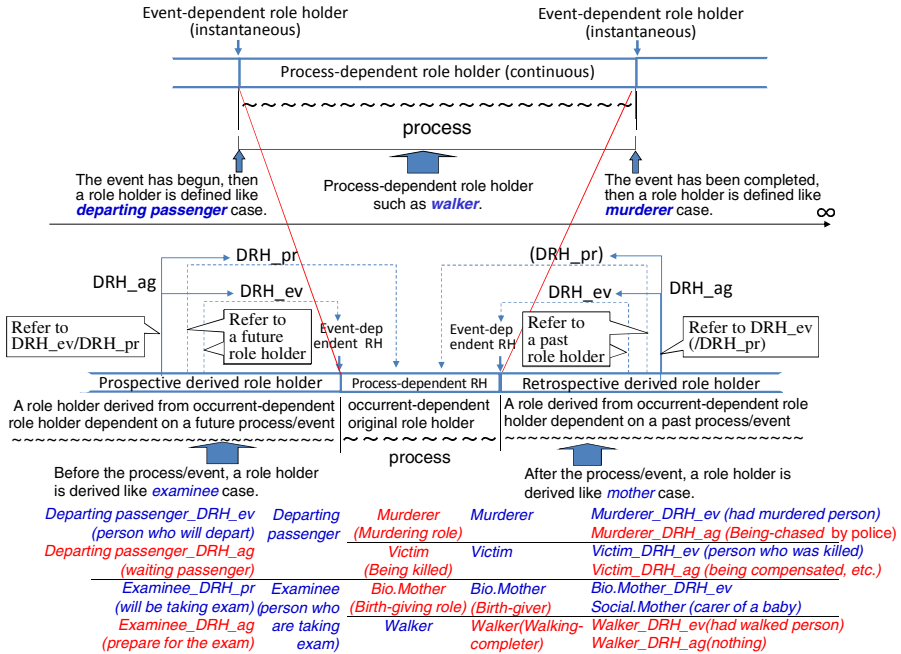 Event-dependent role holder
(instantaneous)
Event-dependent role holder
(instantaneous)
Process-dependent role holder (continuous)
process
The event has begun, then
a role holder is defined like
departing passenger case.
Process-dependent role holder
such as walker.
The event has been completed,
then a role holder is defined like
murderer case.
∞
DRH_pr
DRH_ag
DRH_ev
(DRH_pr)
DRH_ev
DRH_ag
Refer to
DRH_ev/DRH_pr
Refer to
a future
role holder
Event-dep
endent RH
Event-dep
endent RH
Refer to
a past
role holder
Refer to DRH_ev
(/DRH_pr)
Prospective derived role holder
Process-dependent RH
Retrospective derived role holder
A role holder derived from occurrent-dependent
role holder dependent on a future process/event
occurrent-dependent
original role holder
A role derived from occurrent-dependent role
holder dependent on a past process/event
process
Before the process/event, a role holder
is derived like examinee case.
After the process/event, a role holder is
derived like mother case.
Departing passenger_DRH_ev
(person who will depart)
Departing
passenger
Murderer
(Murdering role)
Murderer
Murderer_DRH_ev (had murdered person)
Murderer_DRH_ag (Being-chased by police)
Departing passenger_DRH_ag
(waiting passenger)
Victim
(Being killed)
Victim
Victim_DRH_ev (person who was killed)
Victim_DRH_ag (being compensated, etc.)
Examinee_DRH_pr
(will be taking exam)
Examinee
(person who
are taking
exam)
Bio.Mother
(Birth-giving role)
Bio.Mother
(Birth-giver)
Bio.Mother_DRH_ev
Social.Mother (carer of a baby)
Examinee_DRH_ag
(prepare for the exam)
Walker
Walker(Walking-
completer)
Walker_DRH_ev(had walked person)
Walker_DRH_ag(nothing)